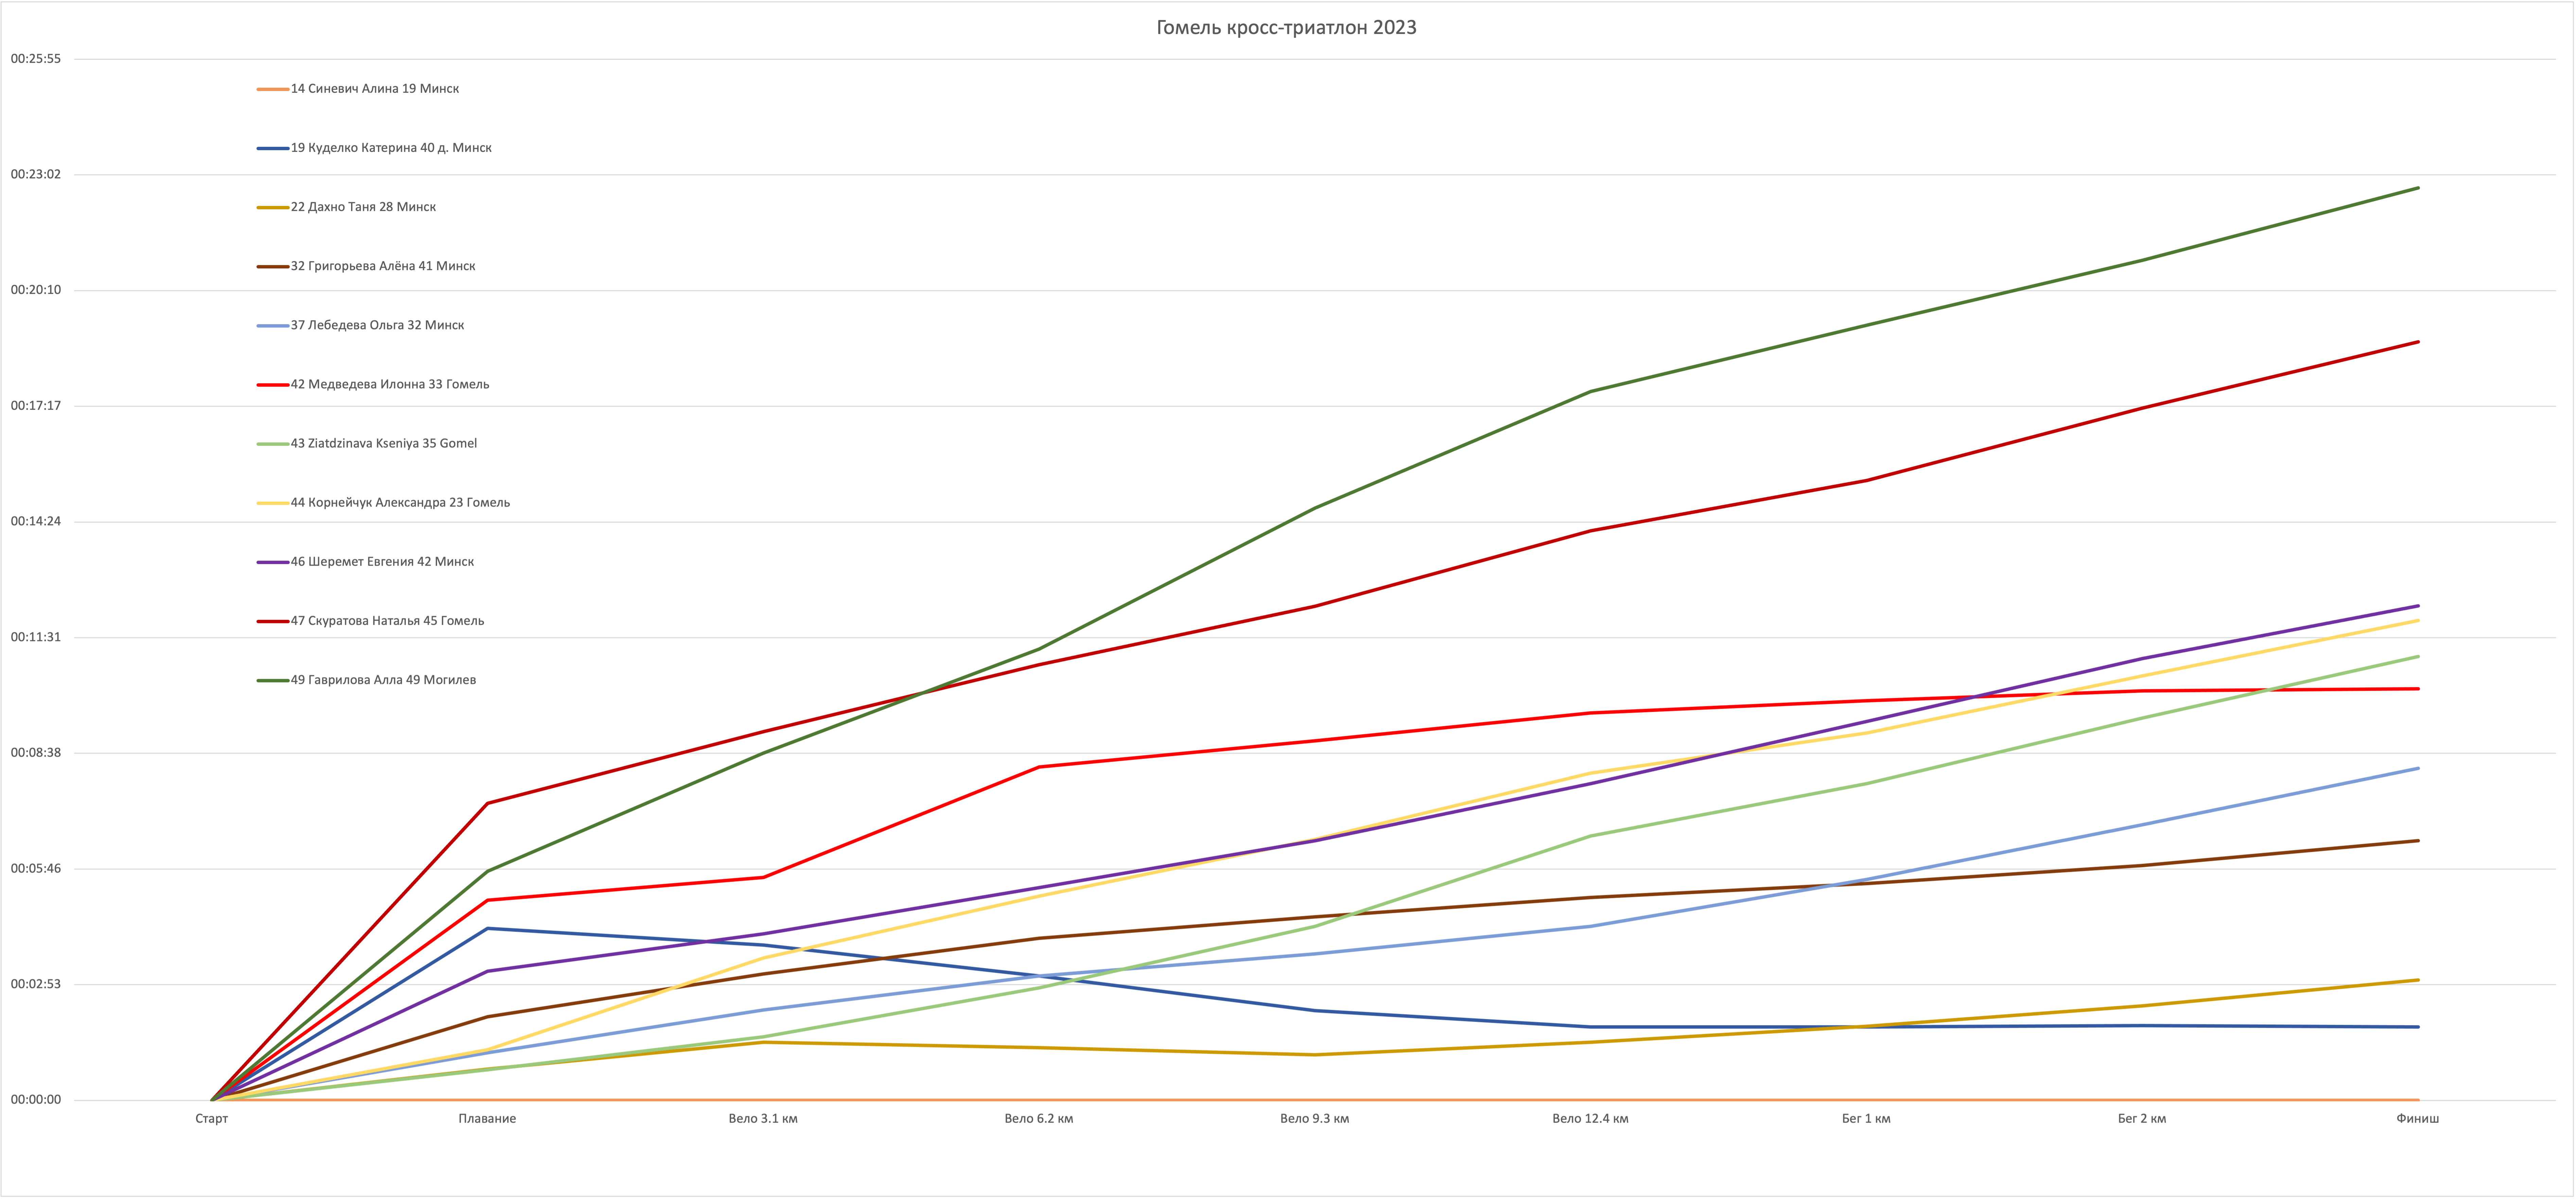 Гомель кросс-триатлон 2023
00:25:55
14 Синевич Алина 19 Минск
19 Куделко Катерина 40 д. Минск
00:23:02
22 Дахно Таня 28 Минск
32 Григорьева Алёна 41 Минск
00:20:10
37 Лебедева Ольга 32 Минск
42 Медведева Илонна 33 Гомель
00:17:17
43 Ziatdzinava Kseniya 35 Gomel
44 Корнейчук Александра 23 Гомель
00:14:24
46 Шеремет Евгения 42 Минск
47 Скуратова Наталья 45 Гомель
00:11:31
49 Гаврилова Алла 49 Могилев
00:08:38
00:05:46
00:02:53
00:00:00
Старт Плавание Вело 3.1 км Вело 6.2 км Вело 9.3 км Вело 12.4 км Бег 1 км Бег 2 км Финиш